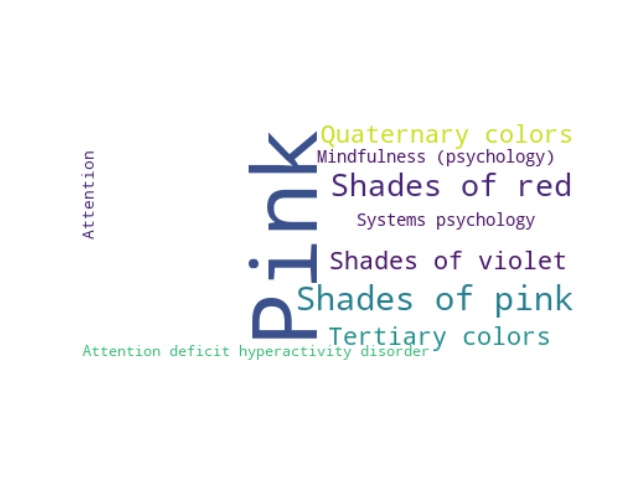 Quaternary colors
Mindfulness (psychology)
Shades of red
Attention
Systems psychology
Pink
Shades of violet
Shades of pink
Tertiary colors
Attention deficit hyperactivity disorder